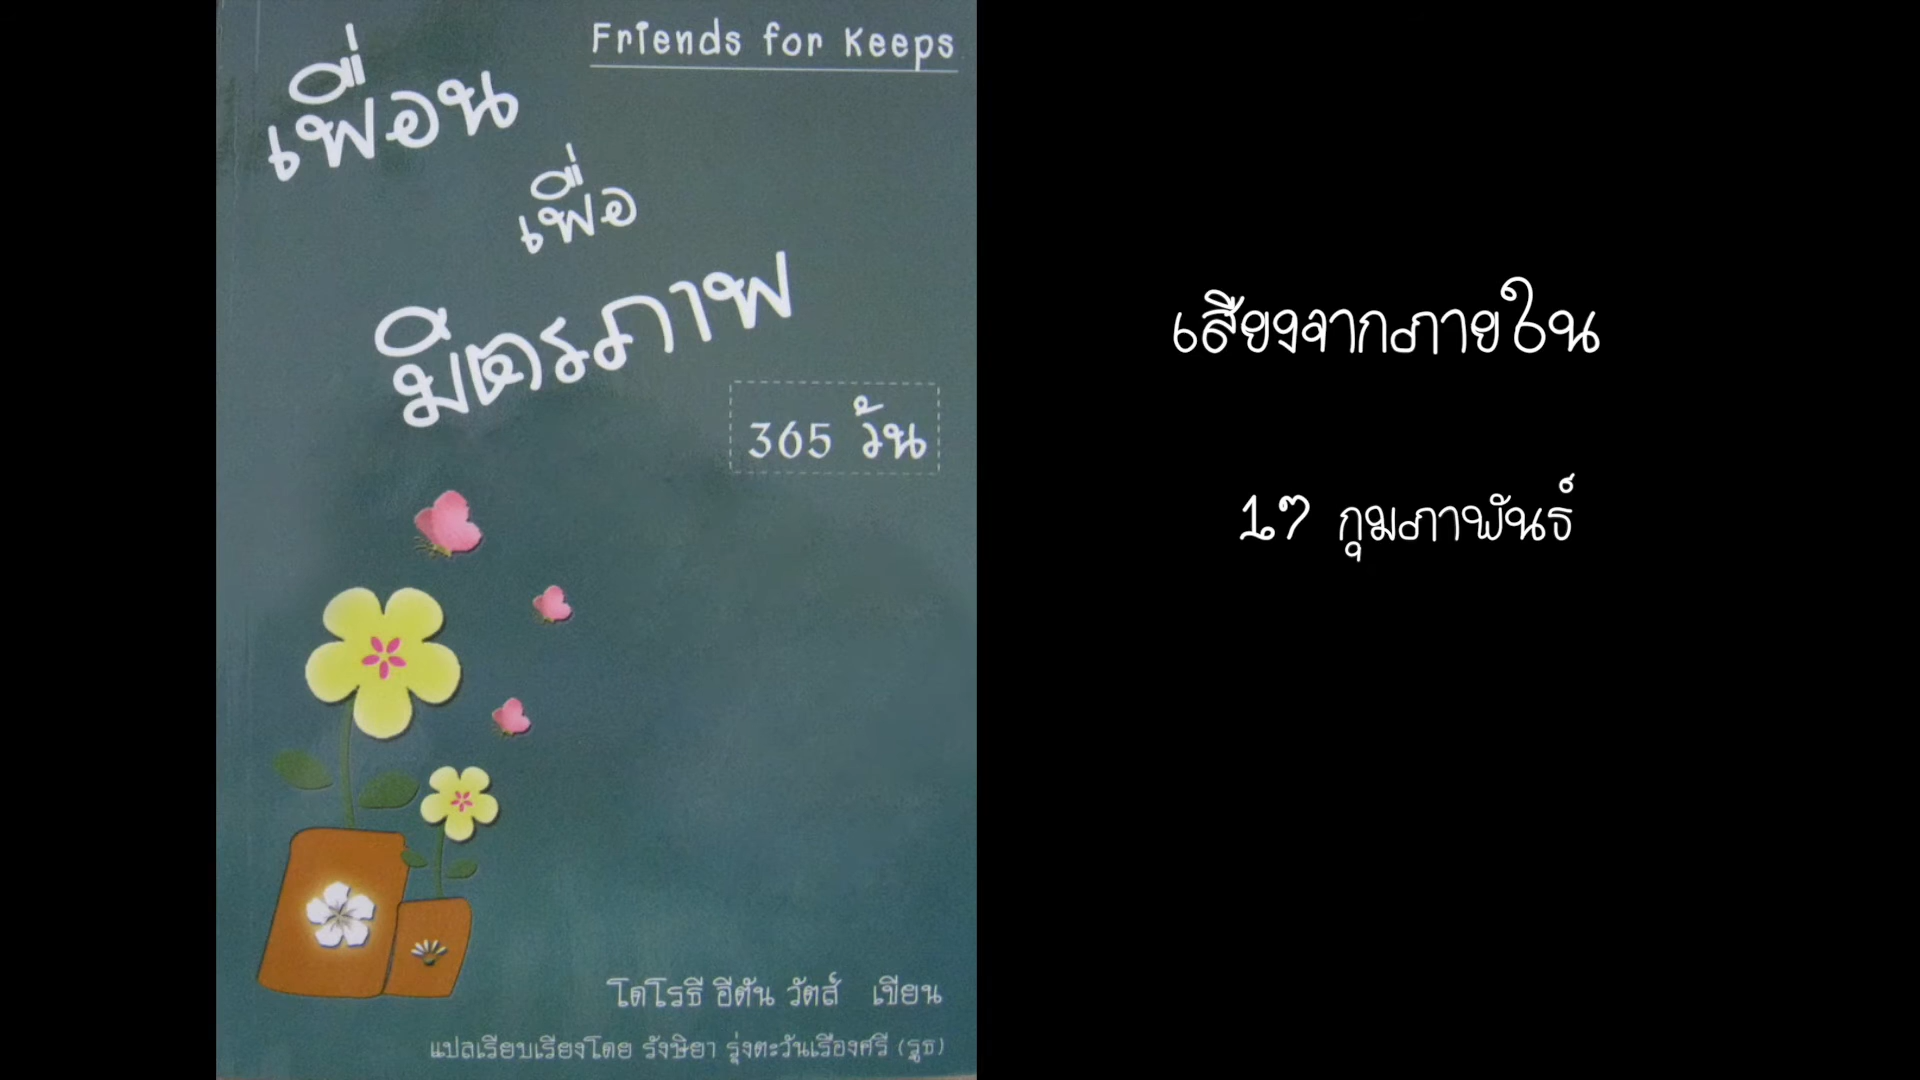 Friends for Keeps
เพื่อน
เพื่อ
มิตรภาพ
365 วัน
โดโรธี อีตัน วัตส์ เขียน
แปลเรียบเรียงโดย รังษิยา รุ่งตะวันเรืองศรี (รูธ)
เสียงจากภายใน
17 กุมภาพันธ์